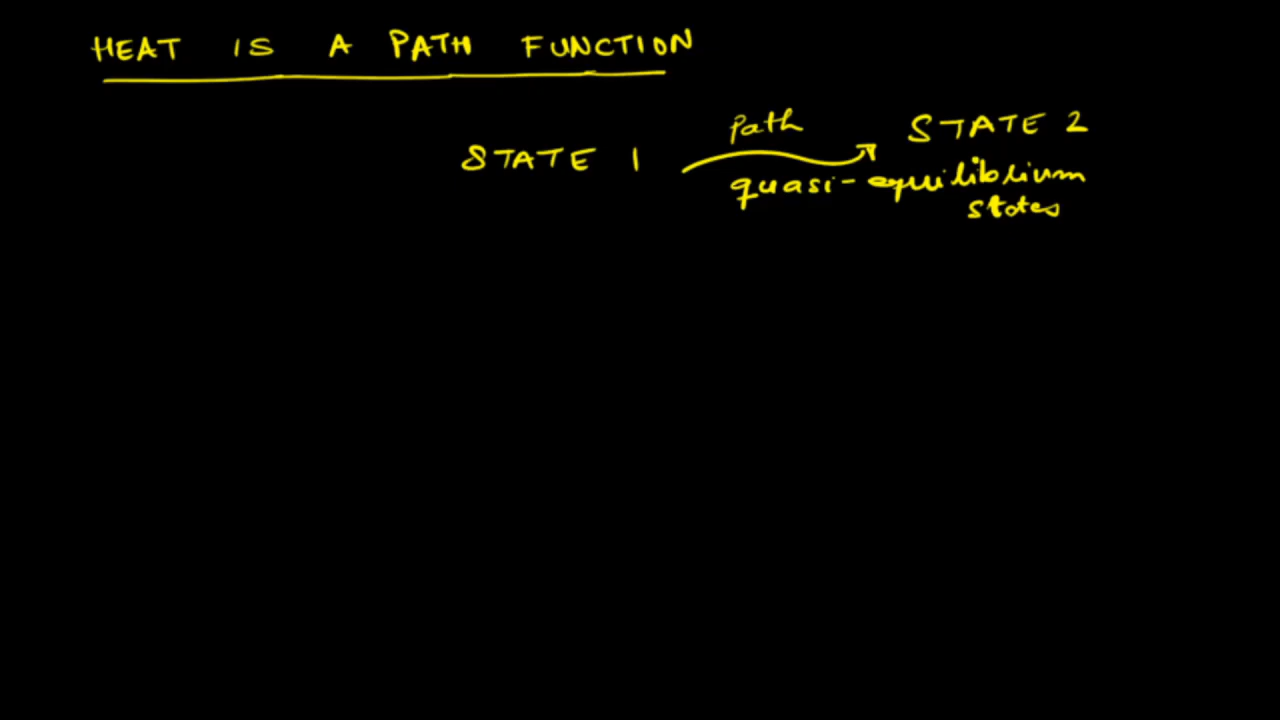 HEAT IS A PATH FUNCTION
STATE 1 path STATE 2
quasi-equilibrium
states